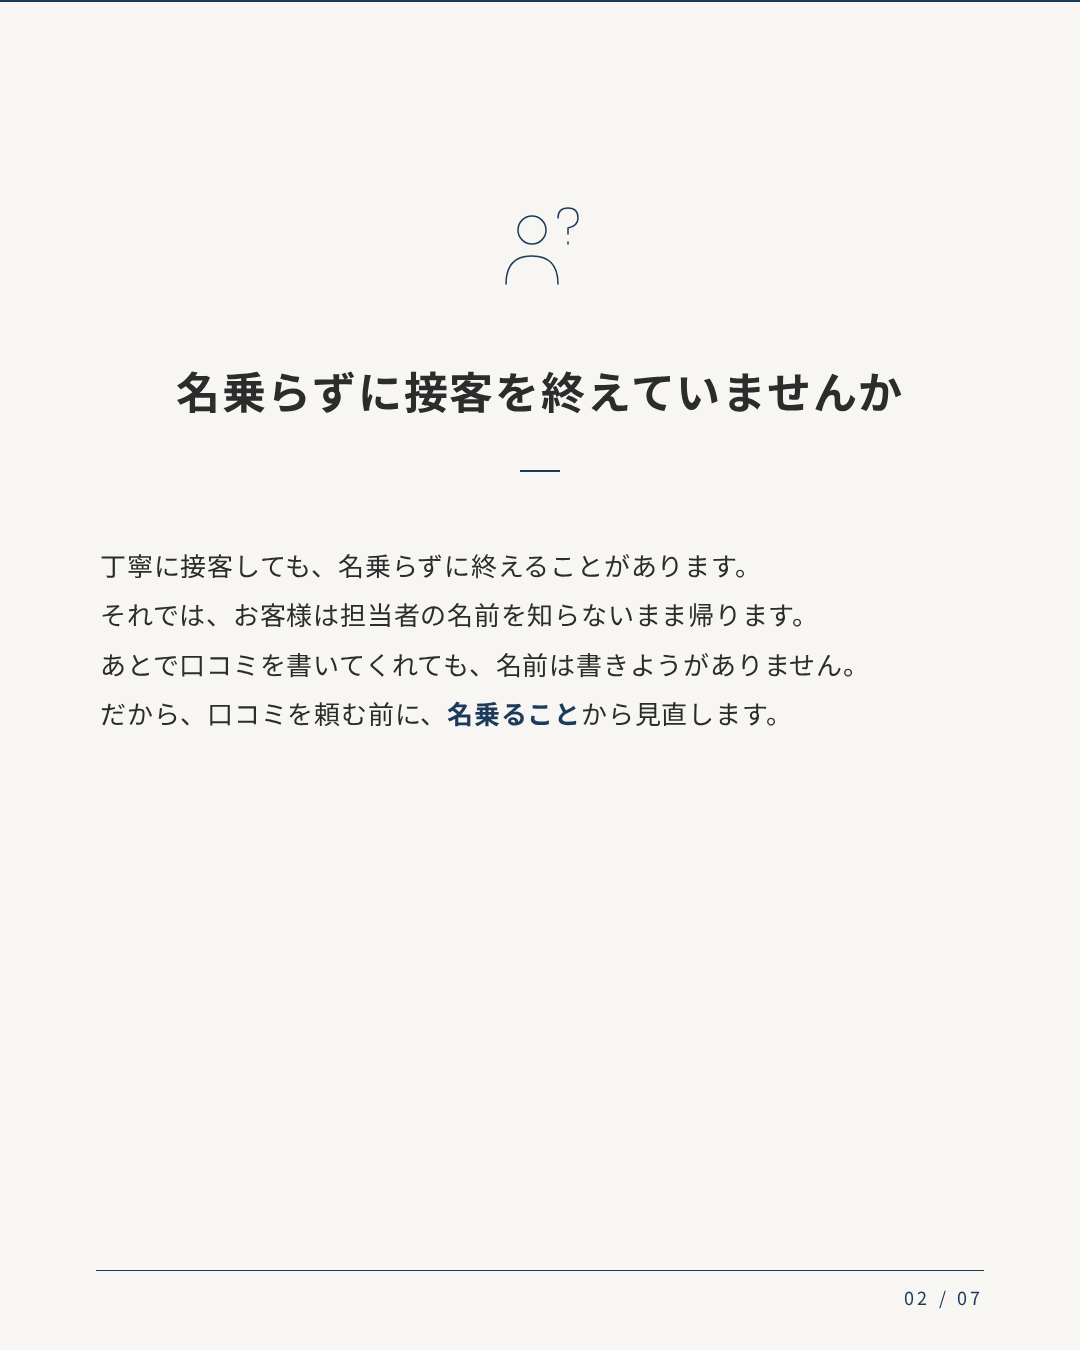 ?
名乗らずに接客を終えていませんか
丁寧に接客しても、名乗らずに終えることがあります。
それでは、お客様は担当者の名前を知らないまま帰ります。
あとで口コミを書いてくれても、名前は書きようがありません。
だから、口コミを頼む前に、名乗ることから見直します。
02 / 07